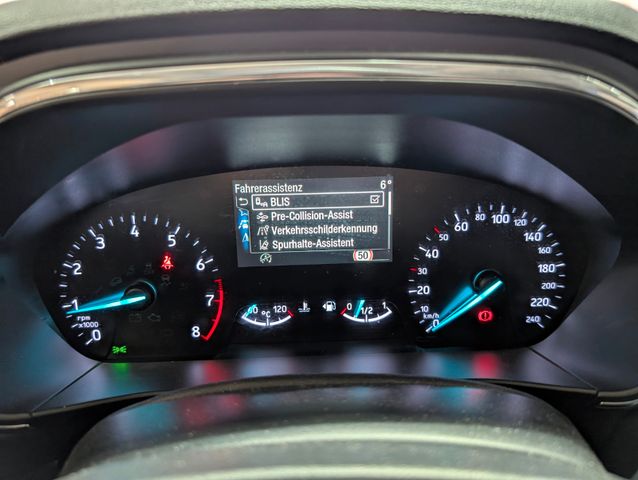 Fahrerassistenz 6°
BLIS
Pre-Collision-Assist
Verkehrsschilderkennung
Spurhalte-Assistent
50
0 1 2 3 4 5 6 7 8
rpm
x1000
60 °C 120
0 1/2 1
0 10 20 30 40 50 60 80 100 120 140 160 180 200 220 240
km/h